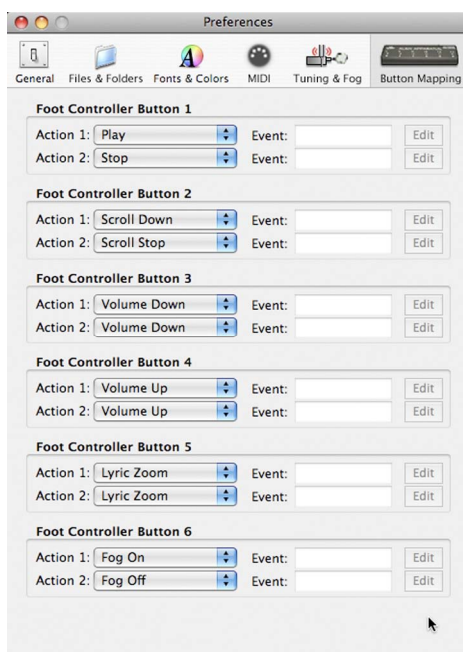 Preferences
General Files & Folders Fonts & Colors MIDI Tuning & Fog Button Mapping
Foot Controller Button 1
Action 1: Play Event: Edit
Action 2: Stop Event: Edit
Foot Controller Button 2
Action 1: Scroll Down Event: Edit
Action 2: Scroll Stop Event: Edit
Foot Controller Button 3
Action 1: Volume Down Event: Edit
Action 2: Volume Down Event: Edit
Foot Controller Button 4
Action 1: Volume Up Event: Edit
Action 2: Volume Up Event: Edit
Foot Controller Button 5
Action 1: Lyric Zoom Event: Edit
Action 2: Lyric Zoom Event: Edit
Foot Controller Button 6
Action 1: Fog On Event: Edit
Action 2: Fog Off Event: Edit